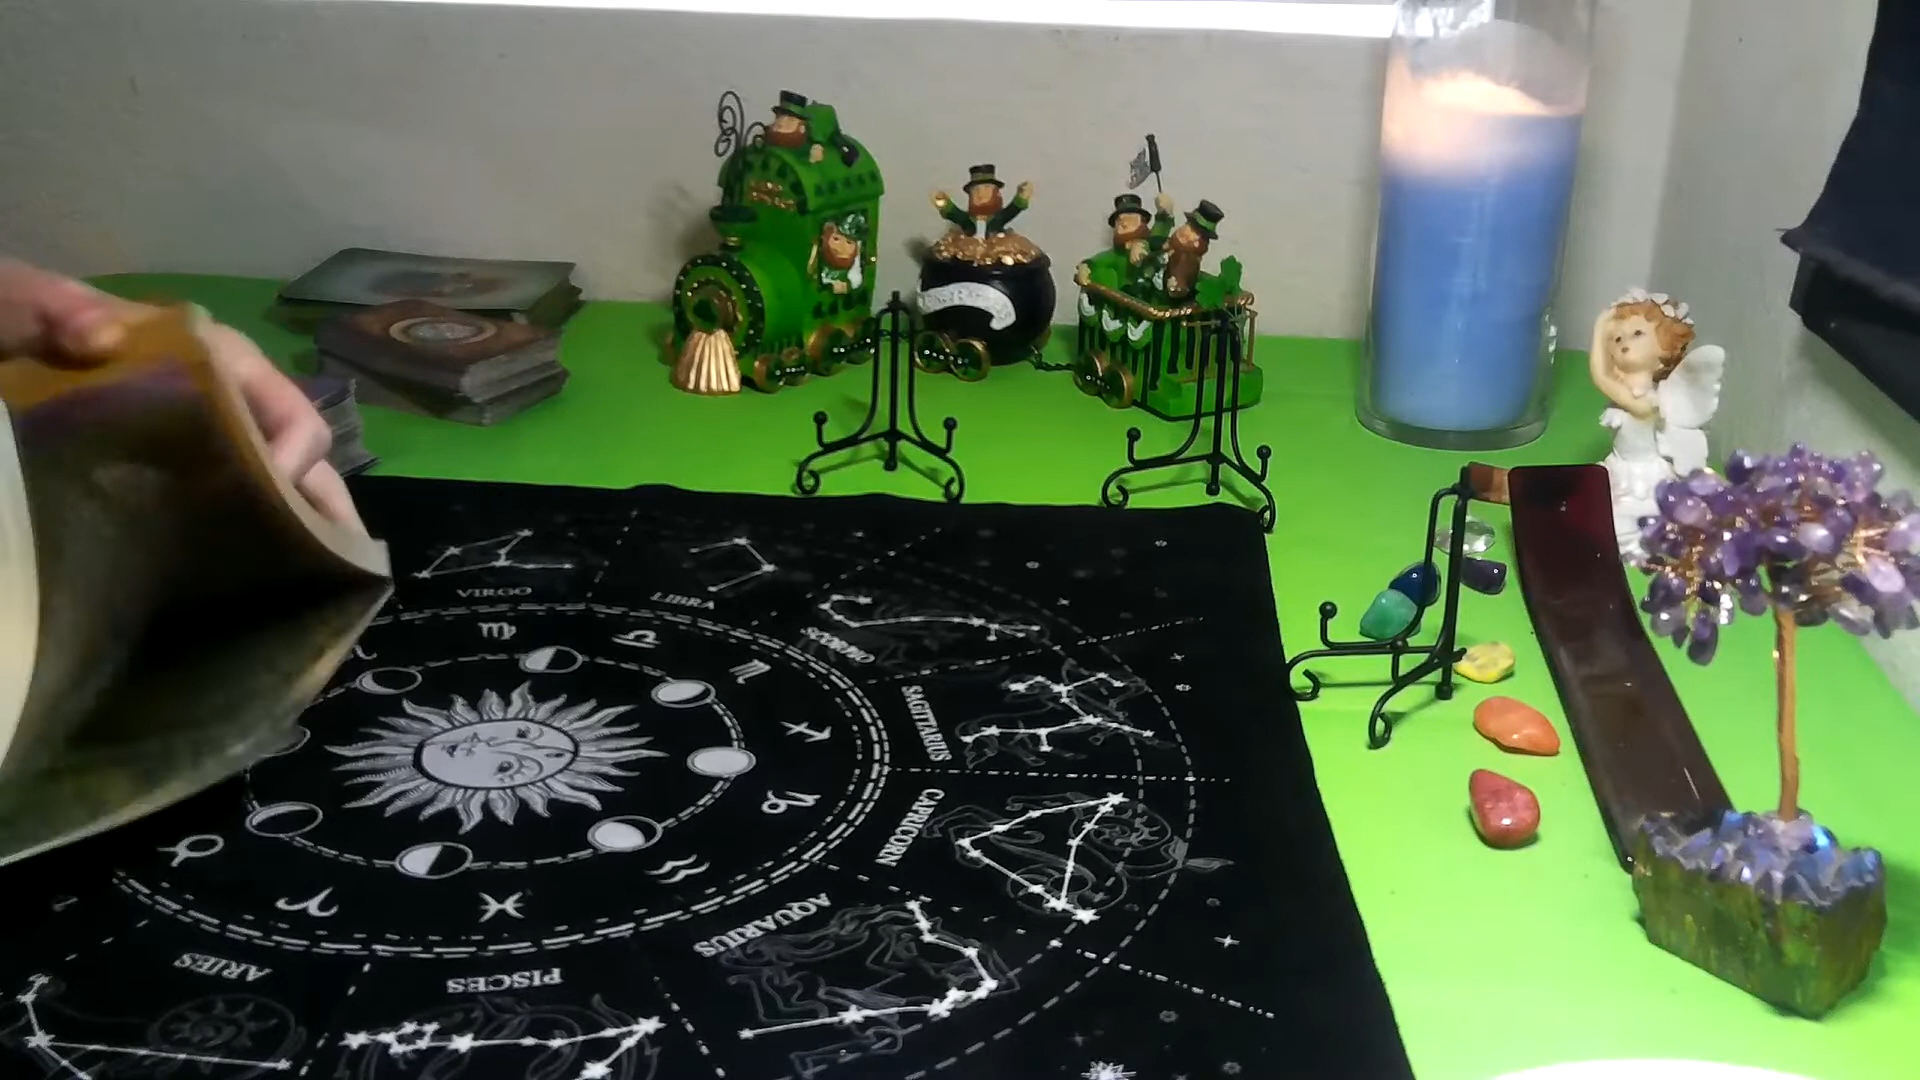 VIRGO
LIBRA
SCORPIO
SAGITTARIUS
CAPRICORN
AQUARIUS
PISCES
ARIES